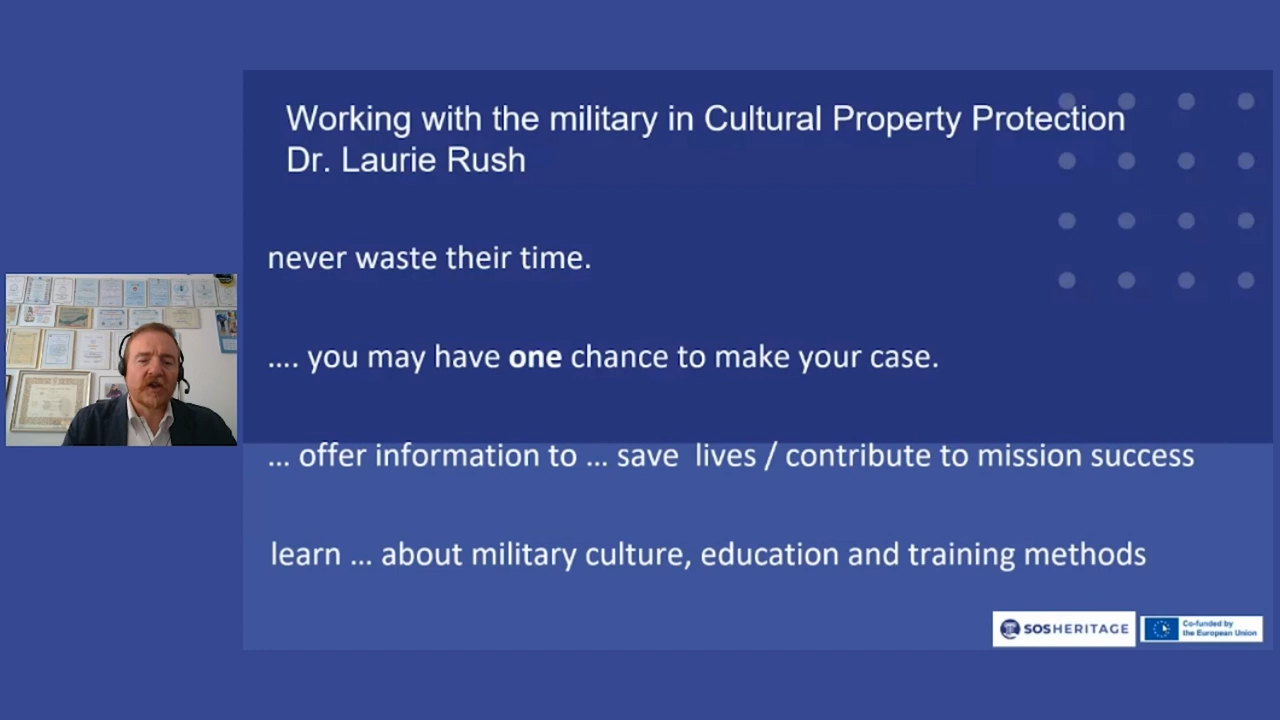 Working with the military in Cultural Property Protection
Dr. Laurie Rush
never waste their time.
.... you may have one chance to make your case.
... offer information to ... save  lives / contribute to mission success
learn ... about military culture, education and training methods
SOSHERITAGE
Co-funded by
the European Union